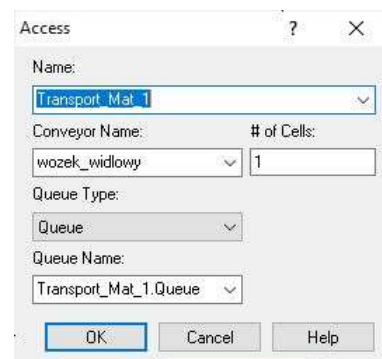 Access ? ×
Name:
Transport_Mat_1
Conveyor Name: # of Cells:
wozek_widlowy 1
Queue Type:
Queue
Queue Name:
Transport_Mat_1.Queue
OK Cancel Help